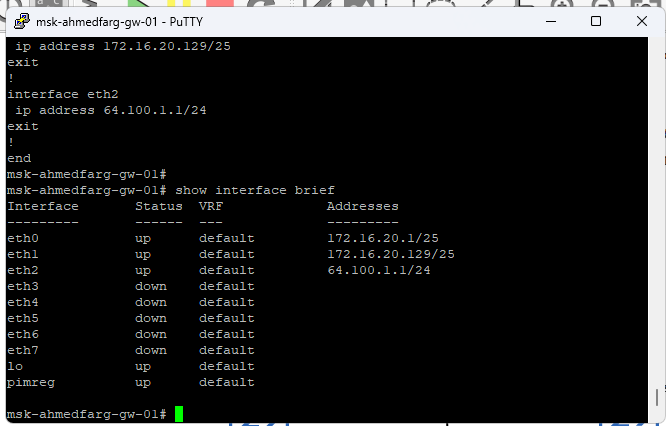 msk-ahmedfarg-gw-01 - PuTTY
 ip address 172.16.20.129/25
exit
!
interface eth2
 ip address 64.100.1.1/24
exit
!
end
msk-ahmedfarg-gw-01#
msk-ahmedfarg-gw-01# show interface brief
Interface       Status  VRF             Addresses
---------       ------  ---             ---------
eth0            up      default         172.16.20.1/25
eth1            up      default         172.16.20.129/25
eth2            up      default         64.100.1.1/24
eth3            down    default
eth4            down    default
eth5            down    default
eth6            down    default
eth7            down    default
lo              up      default
pimreg          up      default
msk-ahmedfarg-gw-01#